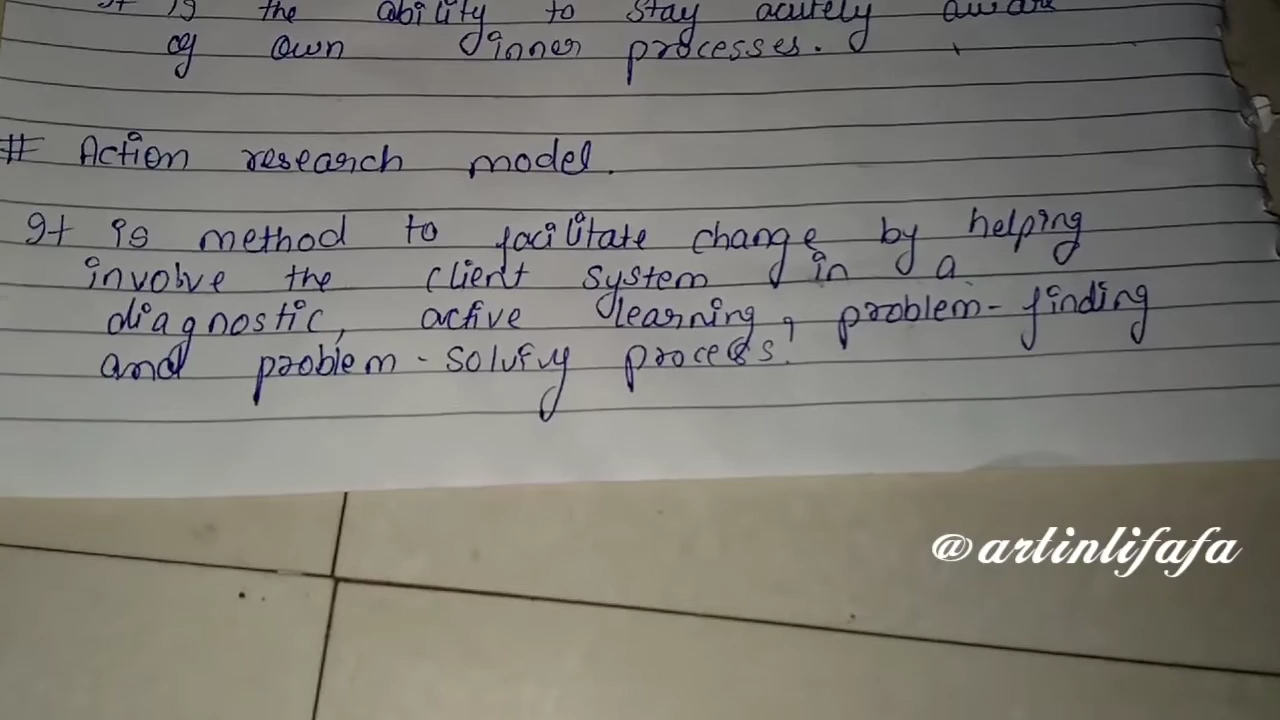 It is the ability to stay acutely aware
of own inner processes.
# Action research model.
It is method to facilitate change by helping
involve the client system in a
diagnostic, active learning, problem-finding
and problem-solving process.
@artinlifafa